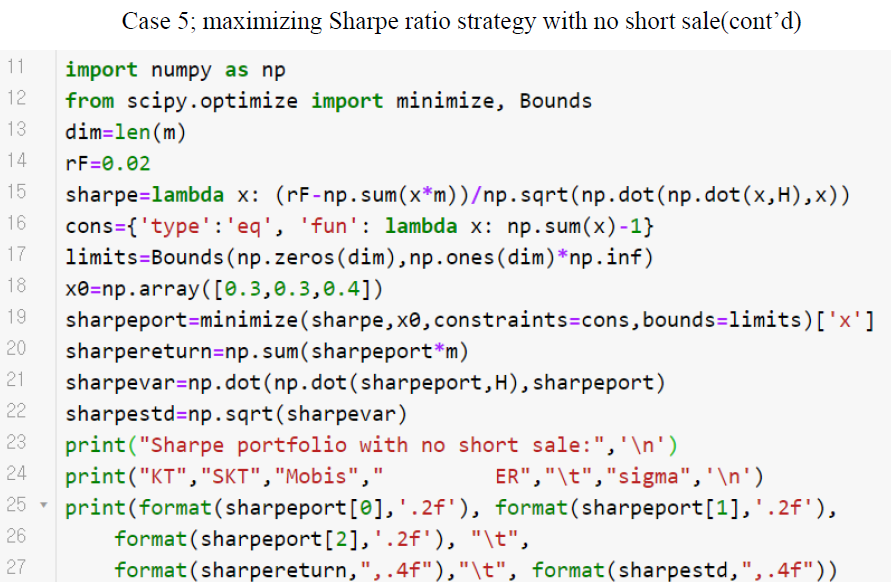 Case 5; maximizing Sharpe ratio strategy with no short sale(cont’d)
11 import numpy as np
12 from scipy.optimize import minimize, Bounds
13 dim=len(m)
14 rF=0.02
15 sharpe=lambda x: (rF-np.sum(x*m))/np.sqrt(np.dot(np.dot(x,H),x))
16 cons={'type':'eq', 'fun': lambda x: np.sum(x)-1}
17 limits=Bounds(np.zeros(dim),np.ones(dim)*np.inf)
18 x0=np.array([0.3,0.3,0.4])
19 sharpeport=minimize(sharpe,x0,constraints=cons,bounds=limits)['x']
20 sharpereturn=np.sum(sharpeport*m)
21 sharpevar=np.dot(np.dot(sharpeport,H),sharpeport)
22 sharpestd=np.sqrt(sharpevar)
23 print("Sharpe portfolio with no short sale:",'\n')
24 print("KT","SKT","Mobis","         ER","\t","sigma",'\n')
25 print(format(sharpeport[0],'.2f'), format(sharpeport[1],'.2f'),
26     format(sharpeport[2],'.2f'), "\t",
27     format(sharpereturn,",.4f"),"\t", format(sharpestd,",.4f"))